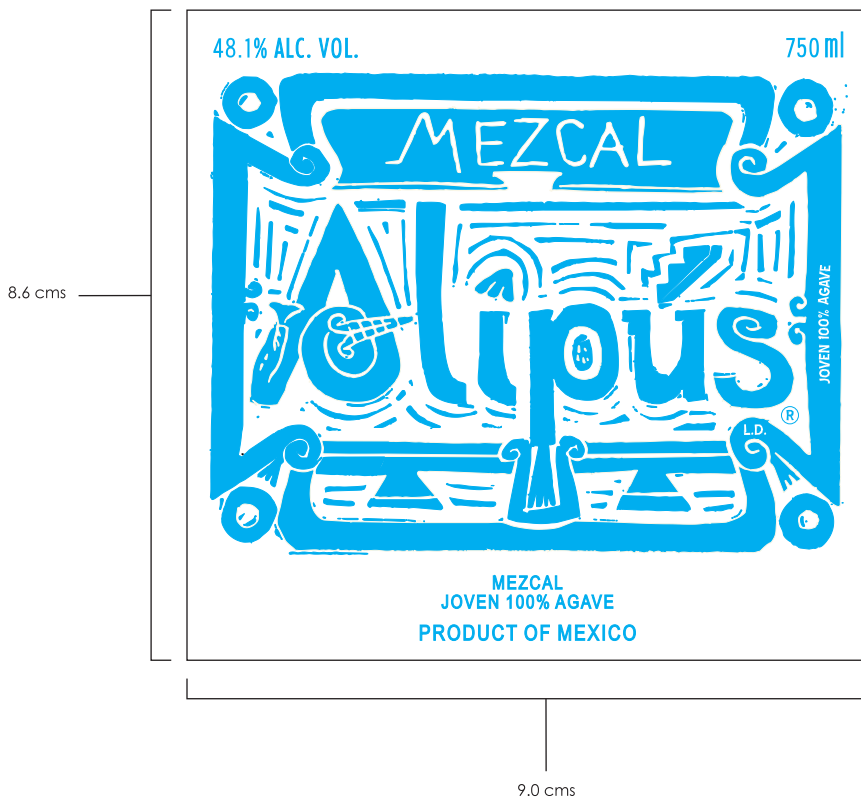 48.1% ALC. VOL.
750 ml
MEZCAL
Alipús
JOVEN 100% AGAVE
®
L.D.
8.6 cms
MEZCAL
JOVEN 100% AGAVE
PRODUCT OF MEXICO
9.0 cms